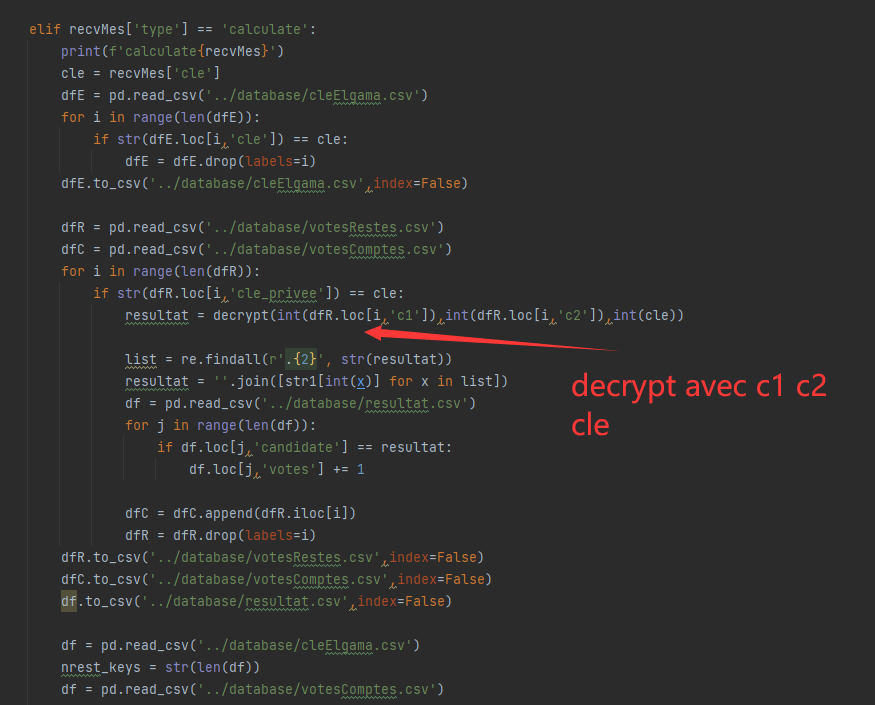 elif recvMes['type'] == 'calculate':
    print(f'calculate{recvMes}')
    cle = recvMes['cle']
    dfE = pd.read_csv('../database/cleElgama.csv')
    for i in range(len(dfE)):
        if str(dfE.loc[i,'cle']) == cle:
            dfE = dfE.drop(labels=i)
    dfE.to_csv('../database/cleElgama.csv',index=False)
    dfR = pd.read_csv('../database/votesRestes.csv')
    dfC = pd.read_csv('../database/votesComptes.csv')
    for i in range(len(dfR)):
        if str(dfR.loc[i,'cle_privee']) == cle:
            resultat = decrypt(int(dfR.loc[i,'c1']),int(dfR.loc[i,'c2']),int(cle))
            list = re.findall(r'.{2}', str(resultat))
            resultat = ''.join([str1[int(x)] for x in list])
            df = pd.read_csv('../database/resultat.csv')
            for j in range(len(df)):
                if df.loc[j,'candidate'] == resultat:
                    df.loc[j,'votes'] += 1
            dfC = dfC.append(dfR.iloc[i])
            dfR = dfR.drop(labels=i)
    dfR.to_csv('../database/votesRestes.csv',index=False)
    dfC.to_csv('../database/votesComptes.csv',index=False)
    df.to_csv('../database/resultat.csv',index=False)
    df = pd.read_csv('../database/cleElgama.csv')
    nrest_keys = str(len(df))
    df = pd.read_csv('../database/votesComptes.csv')
decrypt avec c1 c2
cle